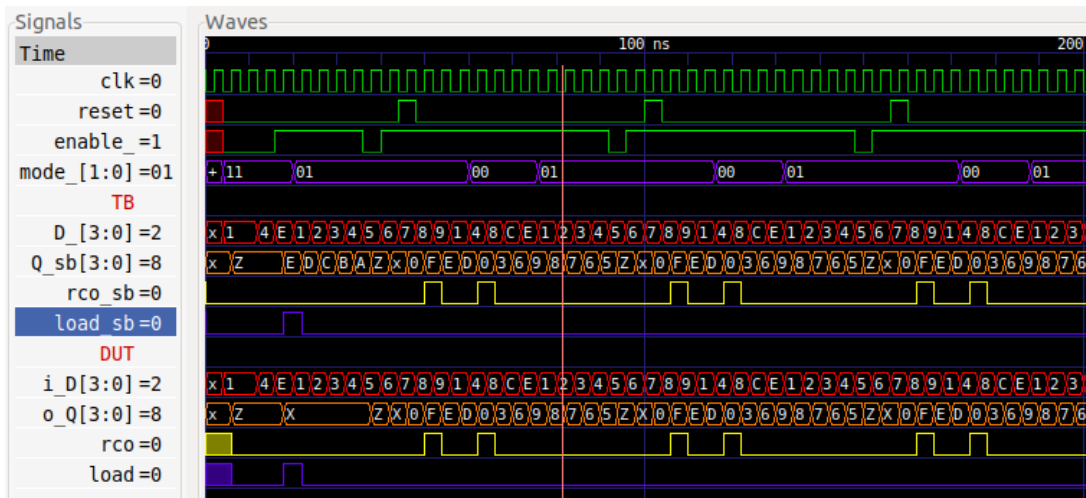 Signals Waves
Time 0 100 ns 200
clk=0
reset=0
enable_=1
mode_[1:0]=01 + 11 01 00 01 00 01 00 01
TB
D_[3:0]=2 x 1 4 E 1 2 3 4 5 6 7 8 9 1 4 8 C E 1 2 3 4 5 6 7 8 9 1 4 8 C E 1 2 3 4 5 6 7 8 9 1 4 8 C E 1 2 3
Q_sb[3:0]=8 x Z E D C B A Z x 0 F E D 0 3 6 9 8 7 6 5 Z x 0 F E D 0 3 6 9 8 7 6 5 Z x 0 F E D 0 3 6 9 8 7 6
rco_sb=0
load_sb=0
DUT
i_D[3:0]=2 x 1 4 E 1 2 3 4 5 6 7 8 9 1 4 8 C E 1 2 3 4 5 6 7 8 9 1 4 8 C E 1 2 3 4 5 6 7 8 9 1 4 8 C E 1 2 3
o_Q[3:0]=8 x Z X Z X 0 F E D 0 3 6 9 8 7 6 5 Z X 0 F E D 0 3 6 9 8 7 6 5 Z X 0 F E D 0 3 6 9 8 7 6
rco=0
load=0